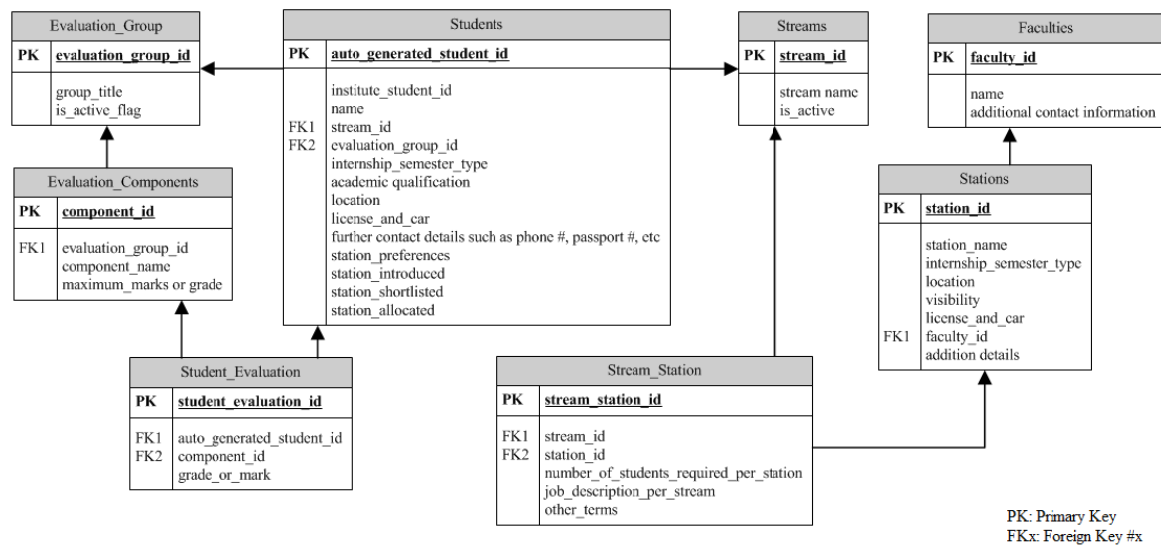 Evaluation_Group
PK evaluation_group_id
group_title
is_active_flag
Students
PK auto_generated_student_id
institute_student_id
name
FK1 stream_id
FK2 evaluation_group_id
internship_semester_type
academic qualification
location
license_and_car
further contact details such as phone #, passport #, etc
station_preferences
station_introduced
station_shortlisted
station_allocated
Streams
PK stream_id
stream name
is_active
Faculties
PK faculty_id
name
additional contact information
Evaluation_Components
PK component_id
FK1 evaluation_group_id
component_name
maximum_marks or grade
Stations
PK station_id
station_name
internship_semester_type
location
visibility
license_and_car
FK1 faculty_id
addition details
Student_Evaluation
PK student_evaluation_id
FK1 auto_generated_student_id
FK2 component_id
grade_or_mark
Stream_Station
PK stream_station_id
FK1 stream_id
FK2 station_id
number_of_students_required_per_station
job_description_per_stream
other_terms
PK: Primary Key
FKx: Foreign Key #x